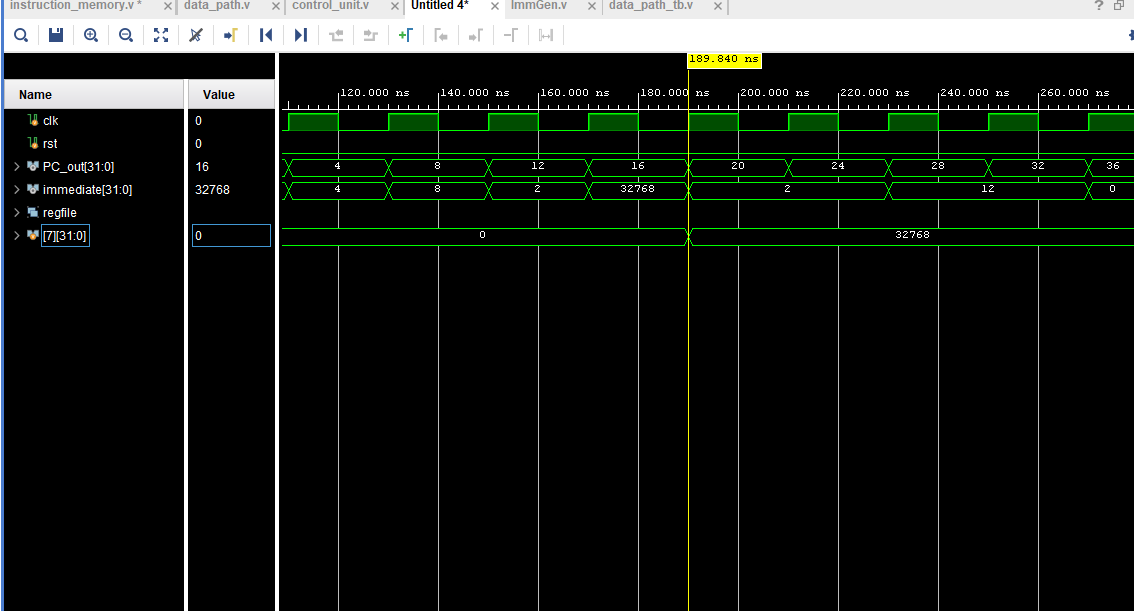 instruction_memory.v * × data_path.v × control_unit.v × Untitled 4* × ImmGen.v × data_path_tb.v ×
?
189.840 ns
Name Value
120.000 ns 140.000 ns 160.000 ns 180.000 ns 200.000 ns 220.000 ns 240.000 ns 260.000 ns
clk 0
rst 0
PC_out[31:0] 16 4 8 12 16 20 24 28 32 36
immediate[31:0] 32768 4 8 2 32768 2 12 0
regfile
[7][31:0] 0 0 32768